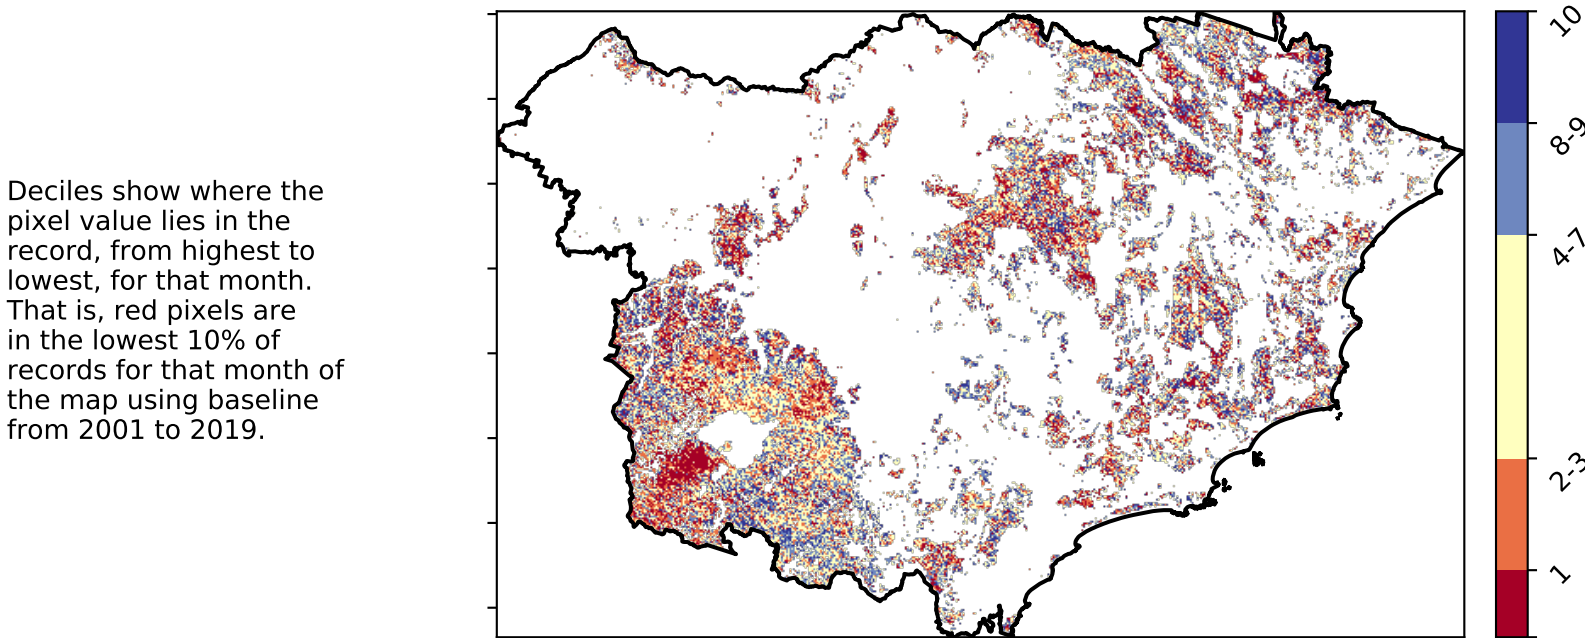 Deciles show where the
pixel value lies in the
record, from highest to
lowest, for that month.
That is, red pixels are
in the lowest 10% of
records for that month of
the map using baseline
from 2001 to 2019.
10
8-9
4-7
2-3
1